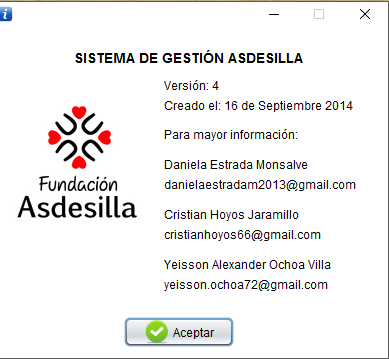 SISTEMA DE GESTIÓN ASDESILLA
Versión: 4
Creado el: 16 de Septiembre 2014
Para mayor información:
Daniela Estrada Monsalve
danielaestradam2013@gmail.com
Cristian Hoyos Jaramillo
cristianhoyos66@gmail.com
Yeisson Alexander Ochoa Villa
yeisson.ochoa72@gmail.com
Fundación
Asdesilla
Aceptar